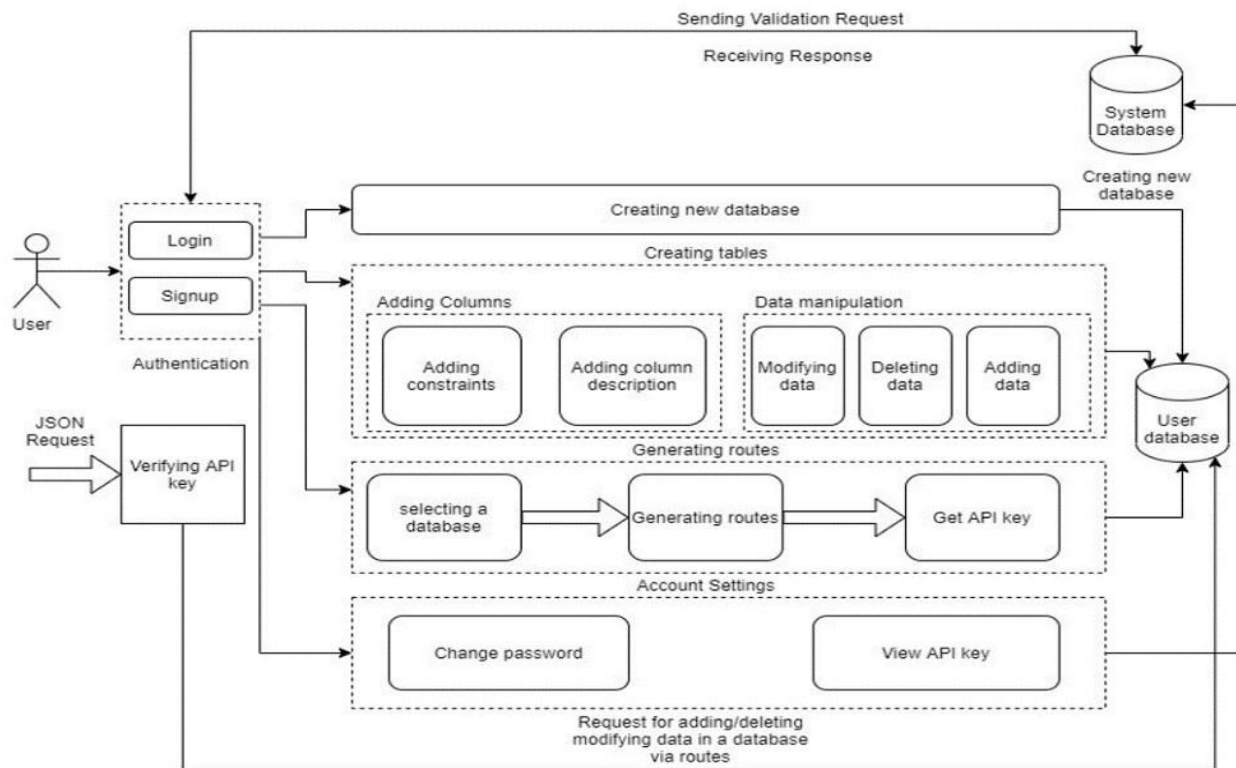 Sending Validation Request
Receiving Response
System
Database
Creating new
database
Creating new database
Login
Signup
User
Authentication
Creating tables
Adding Columns
Data manipulation
Adding
constraints
Adding column
description
Modifying
data
Deleting
data
Adding
data
User
database
JSON
Request
Verifying API
key
Generating routes
selecting a
database
Generating routes
Get API key
Account Settings
Change password
View API key
Request for adding/deleting
modifying data in a database
via routes